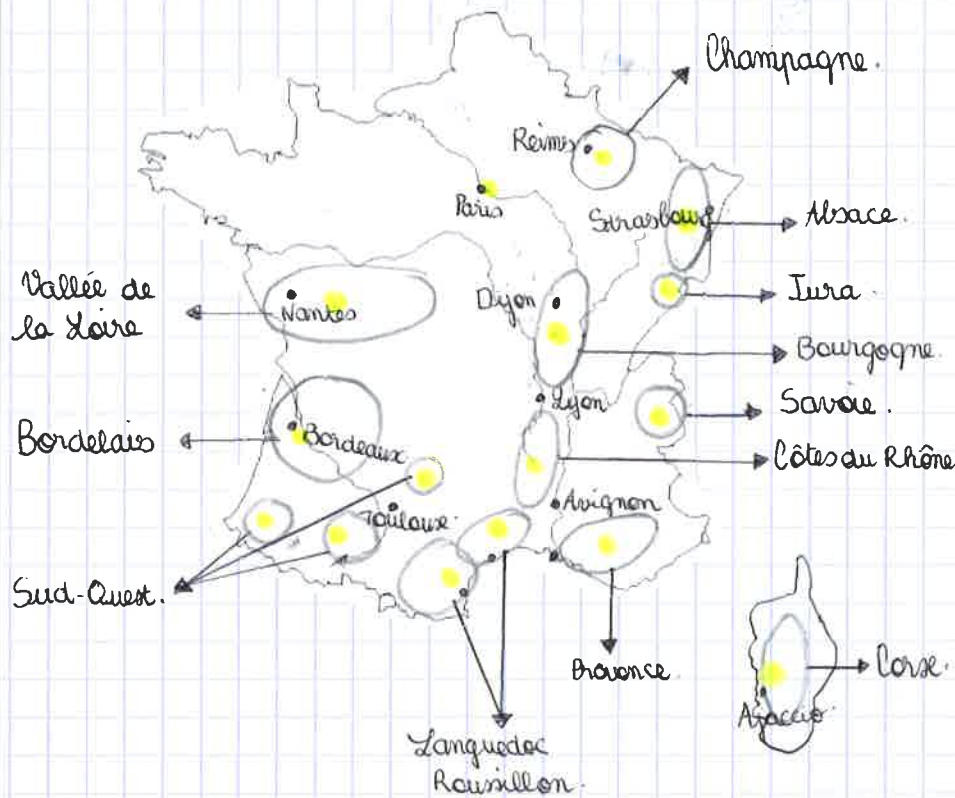 Champagne.
Reims
Paris
Strasbourg
Alsace.
Vallée de
la Loire
Nantes
Dijon
Jura.
Bourgogne.
Savoie.
Lyon
Bordelais
Bordeaux
Côtes du Rhône
Avignon
Toulouse.
Sud-Ouest.
Provence.
Corse.
Ajaccio.
Languedoc
Roussillon.